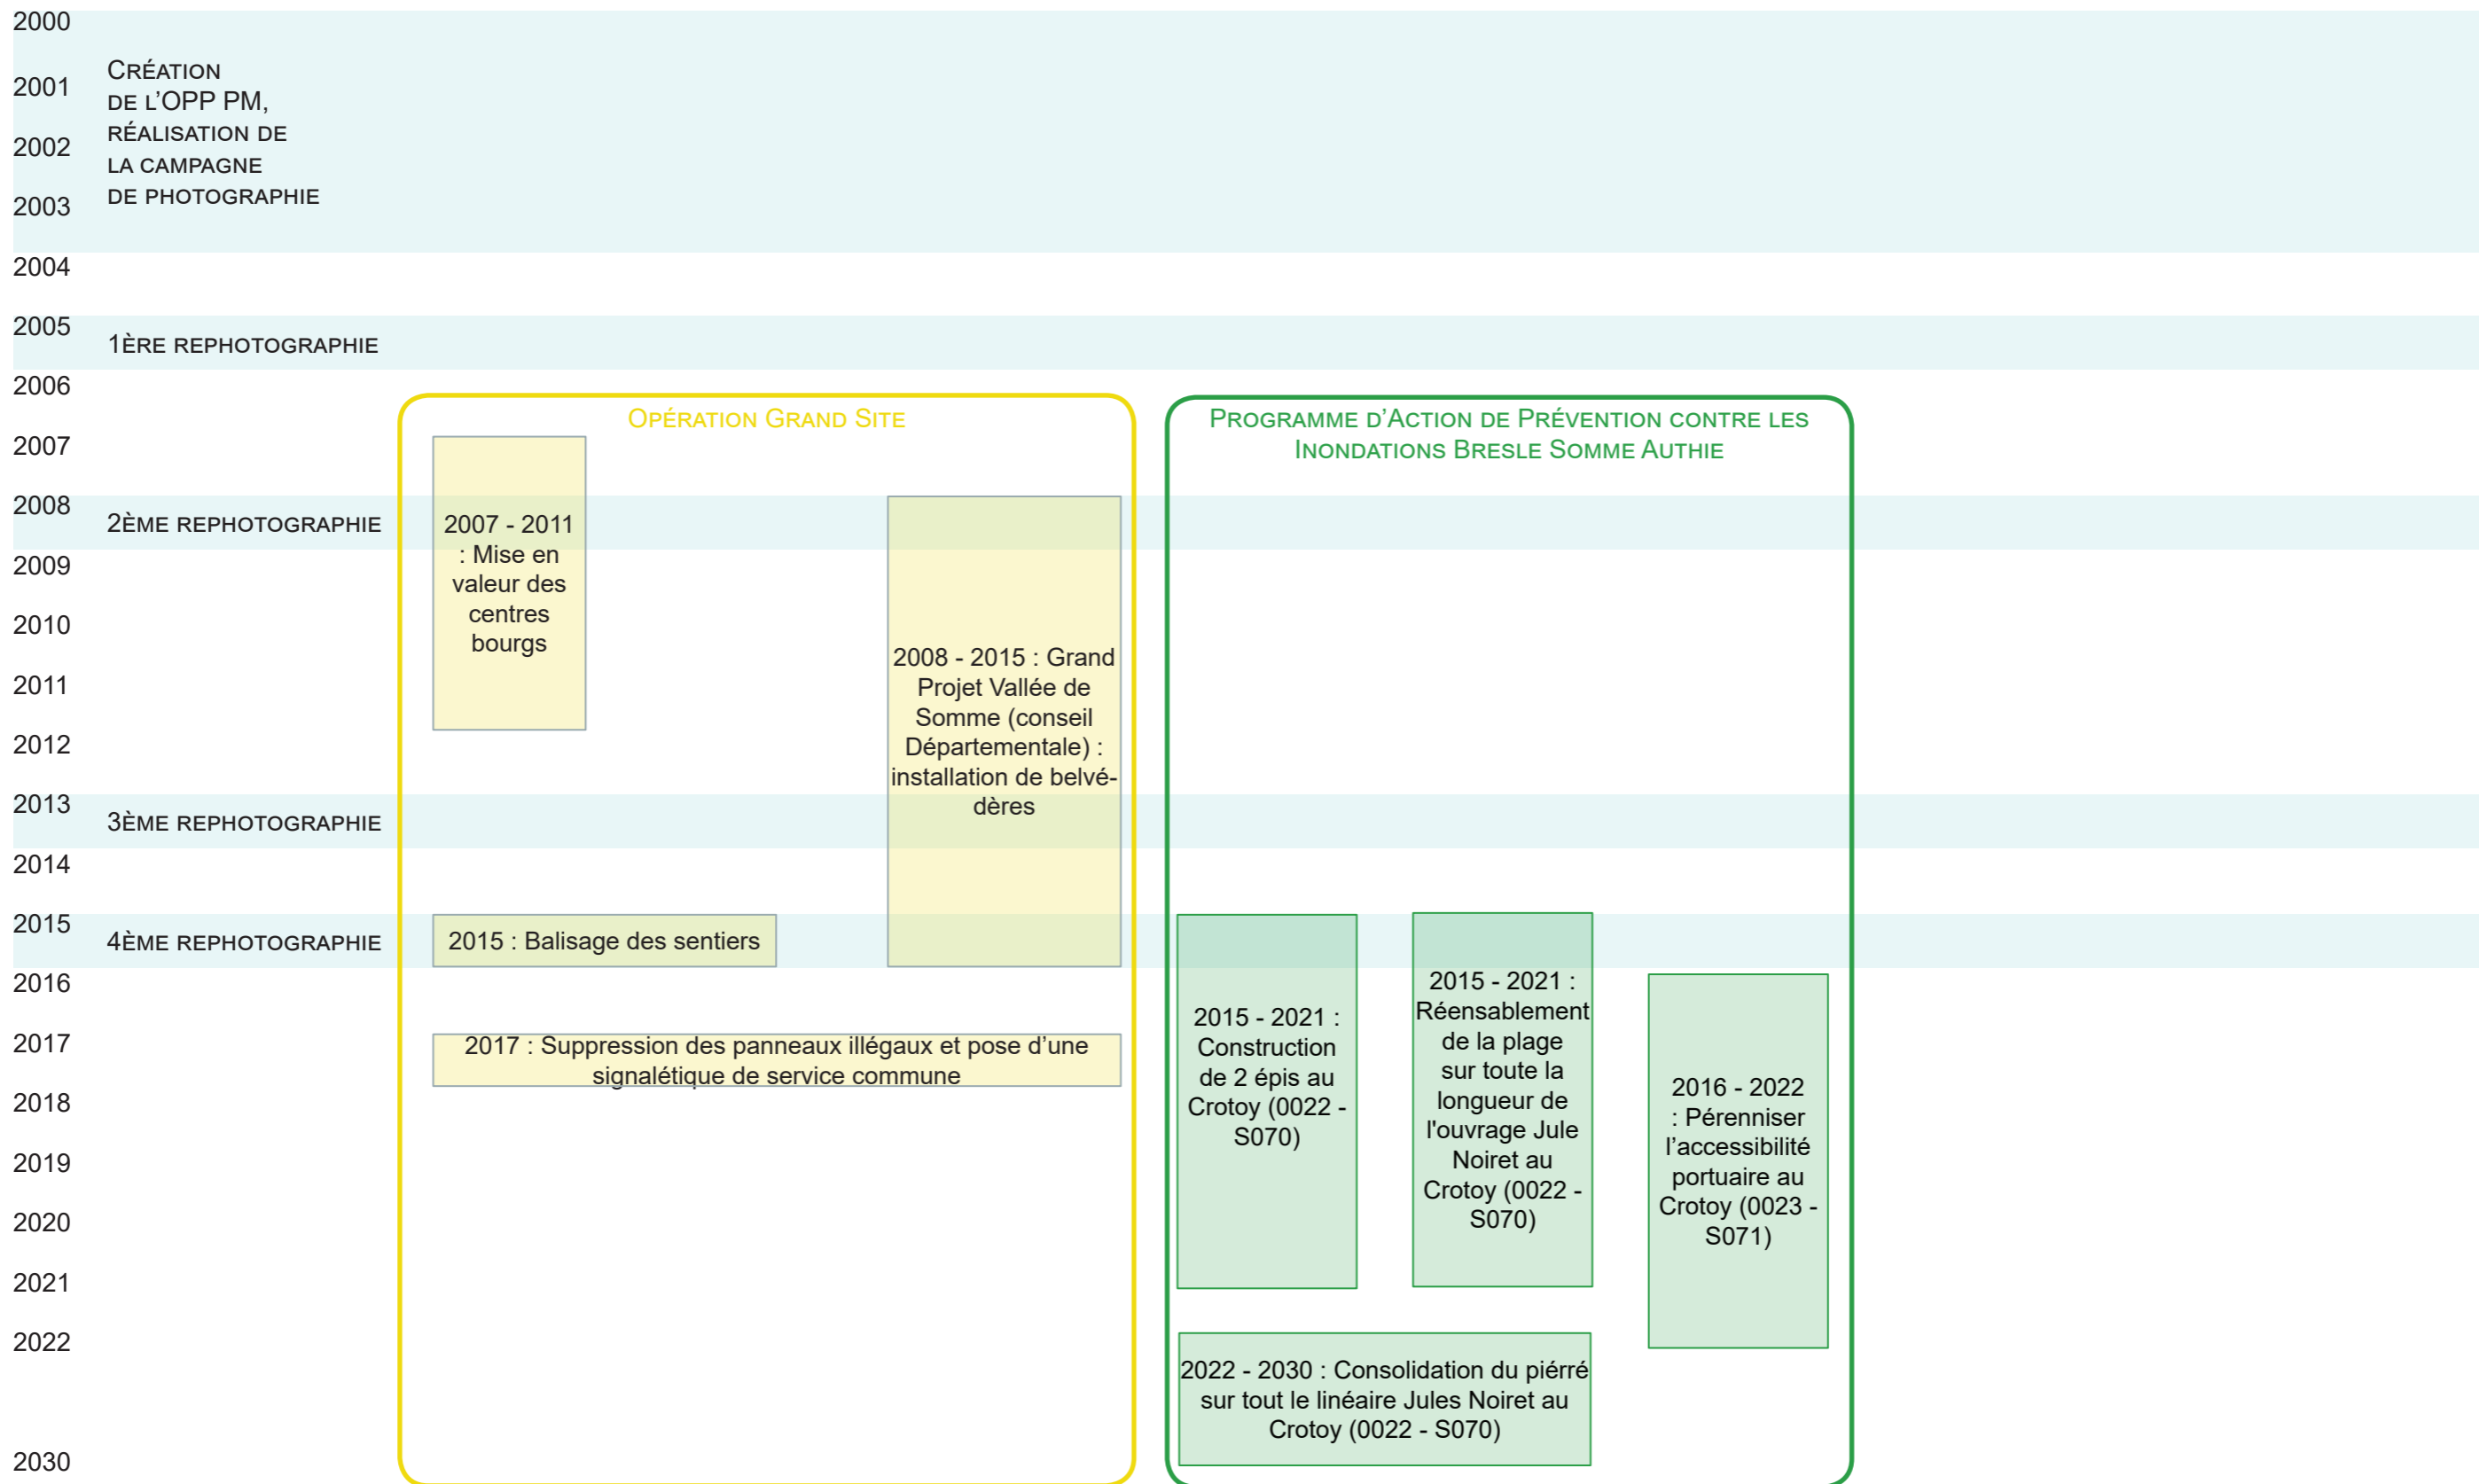 2000
2001
2002
2003
2004
2005
2006
2007
2008
2009
2010
2011
2012
2013
2014
2015
2016
2017
2018
2019
2020
2021
2022
2030
Création
de l’OPP PM,
réalisation de
la campagne
de photographie
1ère rephotographie
2ème rephotographie
3ème rephotographie
4ème rephotographie
Opération Grand Site
2007 - 2011
: Mise en
valeur des
centres
bourgs
2008 - 2015 : Grand
Projet Vallée de
Somme (conseil
Départementale) :
installation de belvé-
dères
2015 : Balisage des sentiers
2017 : Suppression des panneaux illégaux et pose d’une
signalétique de service commune
Programme d’Action de Prévention contre les
Inondations Bresle Somme Authie
2015 - 2021 :
Construction
de 2 épis au
Crotoy (0022 -
S070)
2015 - 2021 :
Réensablement
de la plage
sur toute la
longueur de
l'ouvrage Jule
Noiret au
Crotoy (0022 -
S070)
2016 - 2022
: Pérenniser
l’accessibilité
portuaire au
Crotoy (0023 -
S071)
2022 - 2030 : Consolidation du piérré
sur tout le linéaire Jules Noiret au
Crotoy (0022 - S070)